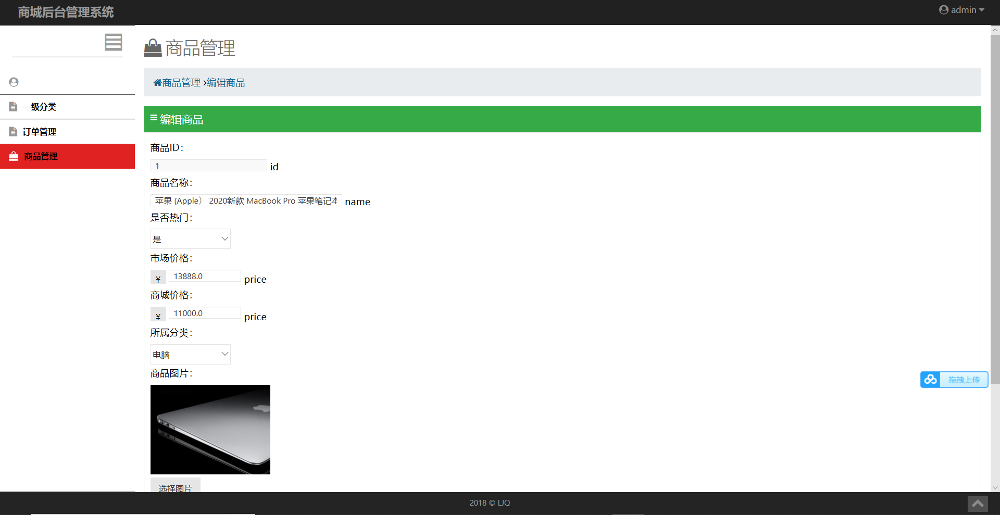 商城后台管理系统
admin
商品管理
商品管理
编辑商品
一级分类
订单管理
商品管理
编辑商品
商品ID：
1
id
商品名称：
苹果 (Apple） 2020新款 MacBook Pro 苹果笔记本
name
是否热门：
是
市场价格：
¥
13888.0
price
商城价格：
¥
11000.0
price
所属分类：
电脑
商品图片：
选择图片
拖拽上传
2018 © LJQ